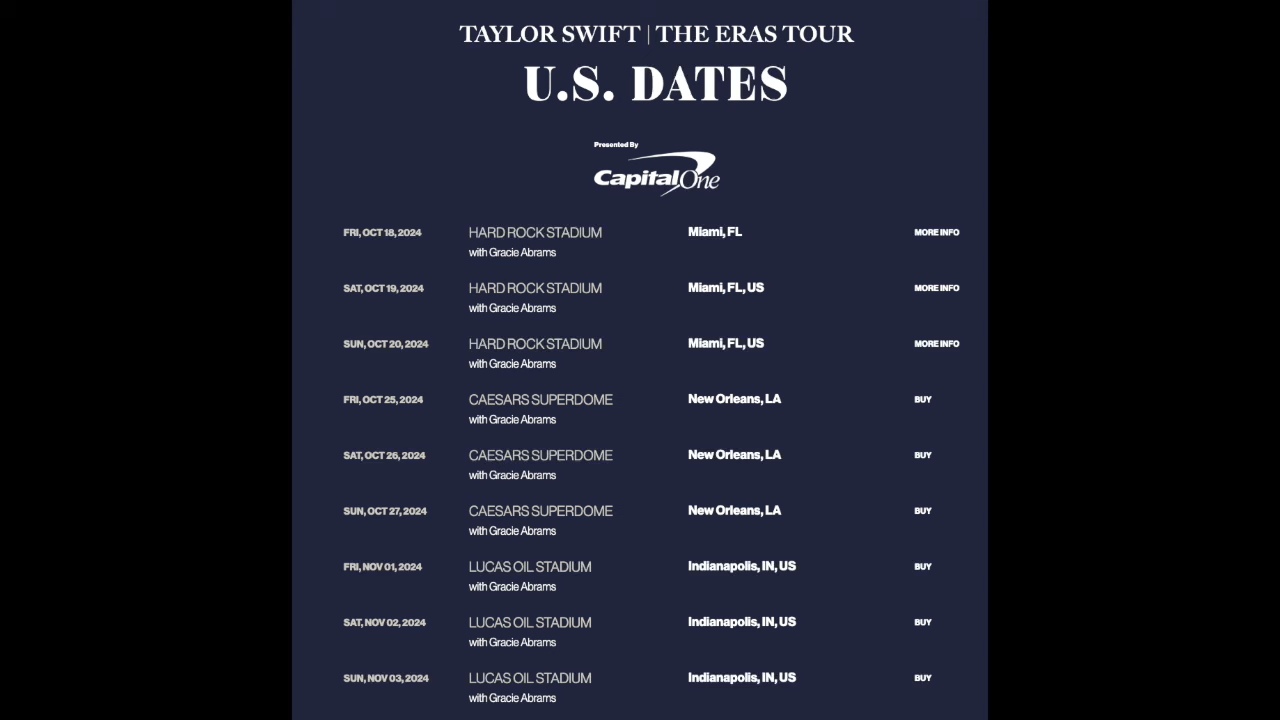 TAYLOR SWIFT | THE ERAS TOUR
U.S. DATES
Presented By
Capital One
FRI, OCT 18, 2024 HARD ROCK STADIUM Miami, FL MORE INFO
with Gracie Abrams
SAT, OCT 19, 2024 HARD ROCK STADIUM Miami, FL, US MORE INFO
with Gracie Abrams
SUN, OCT 20, 2024 HARD ROCK STADIUM Miami, FL, US MORE INFO
with Gracie Abrams
FRI, OCT 25, 2024 CAESARS SUPERDOME New Orleans, LA BUY
with Gracie Abrams
SAT, OCT 26, 2024 CAESARS SUPERDOME New Orleans, LA BUY
with Gracie Abrams
SUN, OCT 27, 2024 CAESARS SUPERDOME New Orleans, LA BUY
with Gracie Abrams
FRI, NOV 01, 2024 LUCAS OIL STADIUM Indianapolis, IN, US BUY
with Gracie Abrams
SAT, NOV 02, 2024 LUCAS OIL STADIUM Indianapolis, IN, US BUY
with Gracie Abrams
SUN, NOV 03, 2024 LUCAS OIL STADIUM Indianapolis, IN, US BUY
with Gracie Abrams